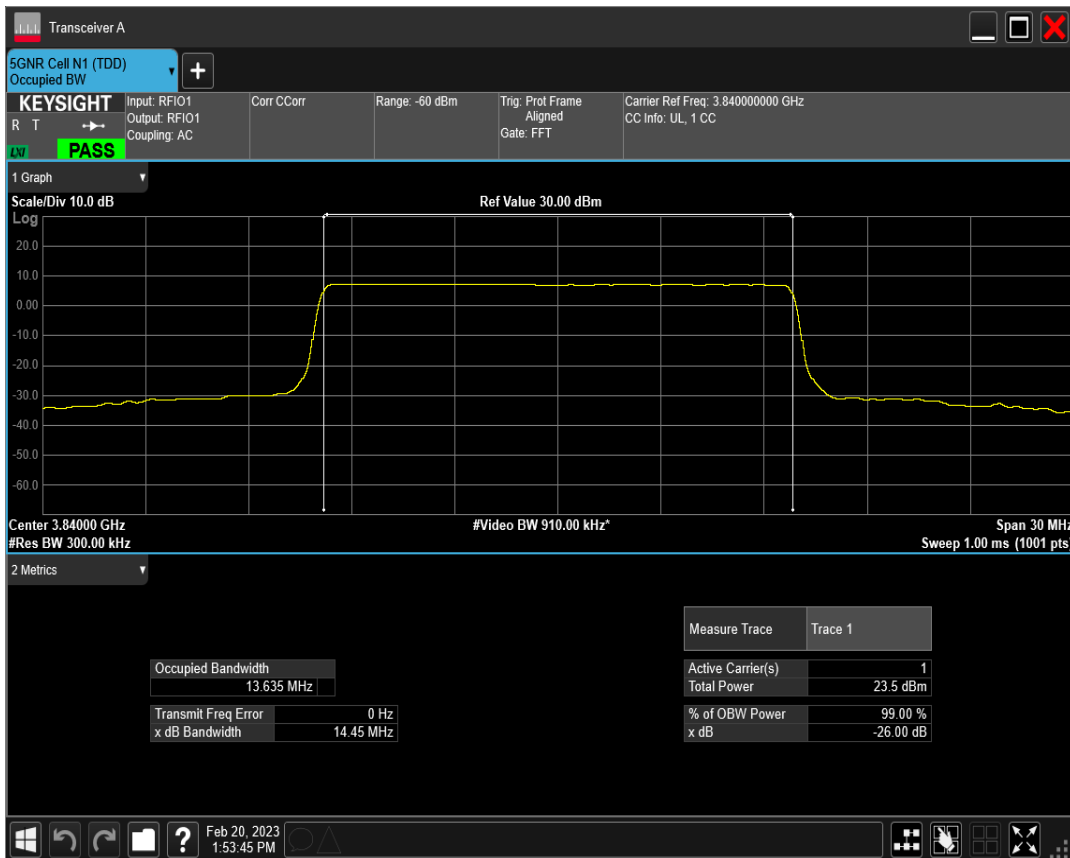 Transceiver A
5GNR Cell N1 (TDD)
Occupied BW
KEYSIGHT
R T
LXI
PASS
Input: RFIO1
Output: RFIO1
Coupling: AC
Corr CCorr
Range: -60 dBm
Trig: Prot Frame
Aligned
Gate: FFT
Carrier Ref Freq: 3.840000000 GHz
CC Info: UL, 1 CC
1 Graph
Scale/Div 10.0 dB
Ref Value 30.00 dBm
Log
20.0
10.0
0.00
-10.0
-20.0
-30.0
-40.0
-50.0
-60.0
Center 3.84000 GHz
#Video BW 910.00 kHz*
Span 30 MHz
#Res BW 300.00 kHz
Sweep 1.00 ms (1001 pts)
2 Metrics
Measure Trace Trace 1
Occupied Bandwidth
13.635 MHz
Active Carrier(s) 1
Total Power 23.5 dBm
Transmit Freq Error 0 Hz
x dB Bandwidth 14.45 MHz
% of OBW Power 99.00 %
x dB -26.00 dB
?
Feb 20, 2023
1:53:45 PM